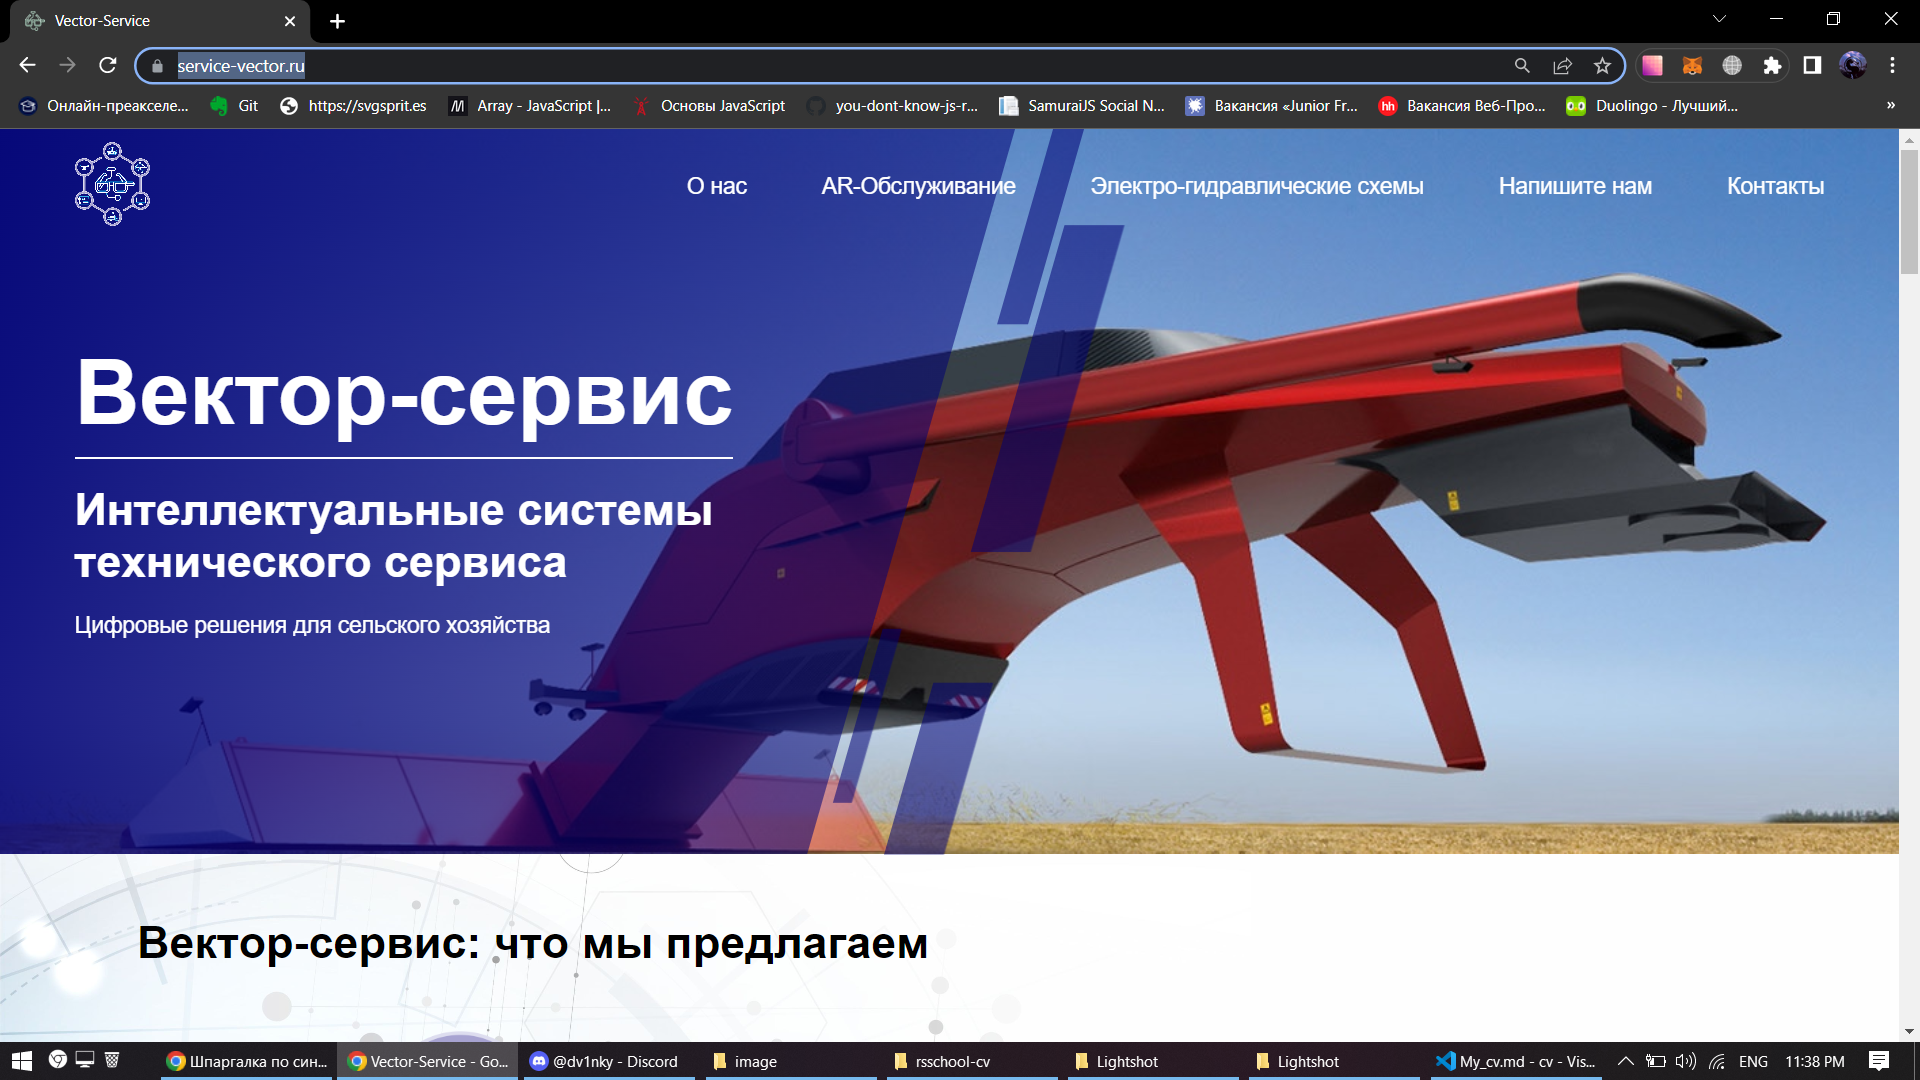 Vector-Service
service-vector.ru
Онлайн-преакселе...
Git
https://svgsprit.es
Array - JavaScript |...
Основы JavaScript
you-dont-know-js-r...
SamuraiJS Social N...
Вакансия «Junior Fr...
hh
Вакансия Веб-Про...
Duolingo - Лучший...
»
О нас
AR-Обслуживание
Электро-гидравлические схемы
Напишите нам
Контакты
Вектор-сервис
Интеллектуальные системы
технического сервиса
Цифровые решения для сельского хозяйства
Вектор-сервис: что мы предлагаем
Шпаргалка по син...
Vector-Service - Go...
@dv1nky - Discord
image
rsschool-cv
Lightshot
Lightshot
My_cv.md - cv - Vis...
ENG
11:38 PM